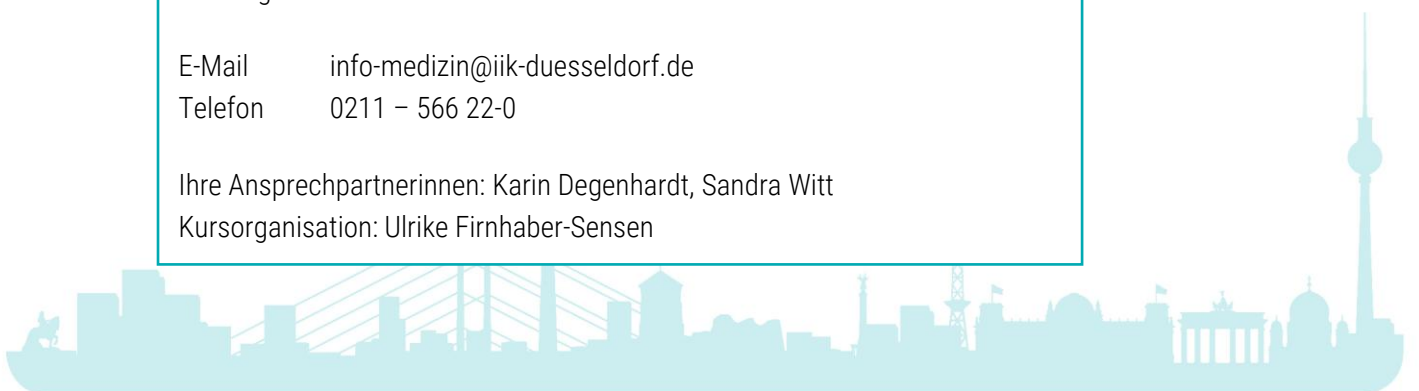 E-Mail info-medizin@iik-duesseldorf.de
Telefon 0211 – 566 22-0
Ihre Ansprechpartnerinnen: Karin Degenhardt, Sandra Witt
Kursorganisation: Ulrike Firnhaber-Sensen